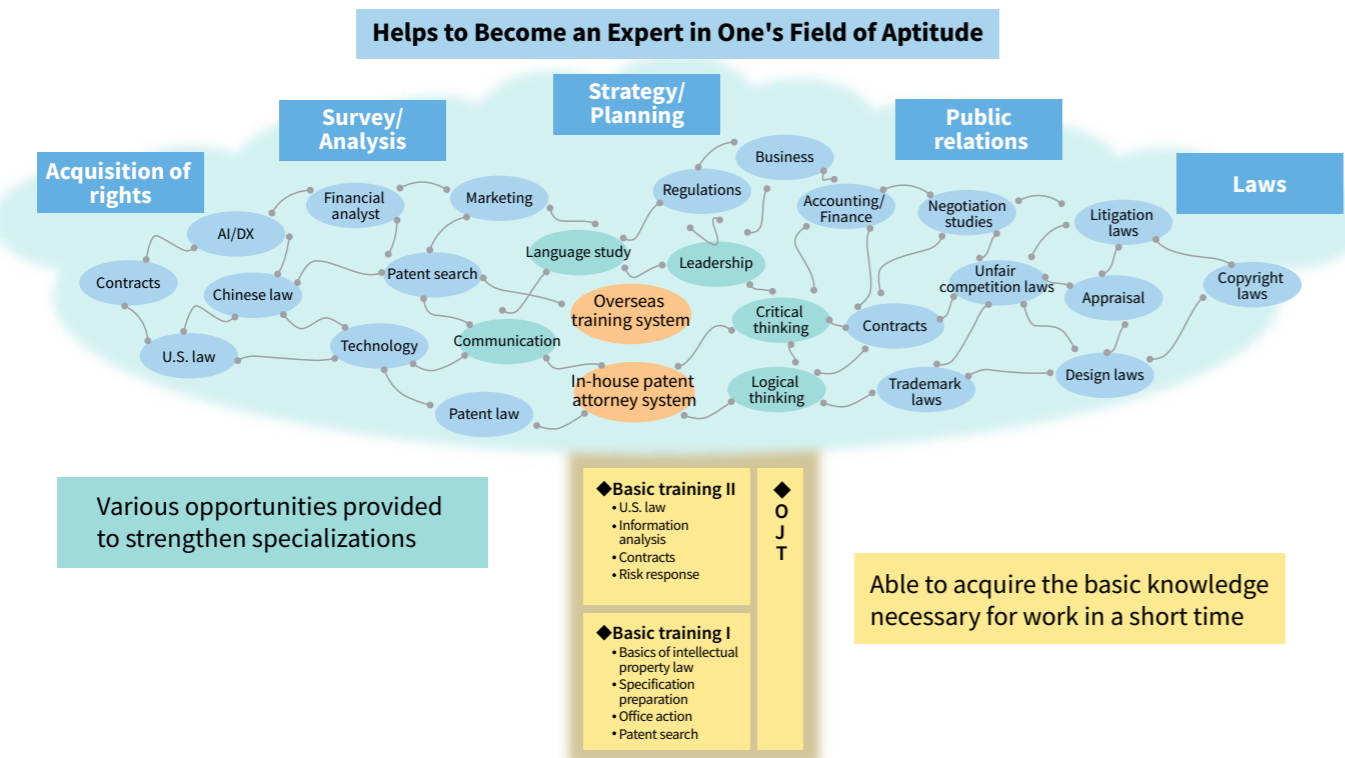 Helps to Become an Expert in One's Field of Aptitude
Strategy/
Planning
Survey/
Analysis
Public
relations
Acquisition of
rights
Laws
Business
Regulations
Marketing
Financial
analyst
Accounting/
Finance
Negotiation
studies
Litigation
laws
AI/DX
Language study
Leadership
Patent search
Contracts
Chinese law
Unfair
competition laws
Appraisal
Copyright
laws
Overseas
training system
Critical
thinking
Contracts
Communication
Technology
U.S. law
In-house patent
attorney system
Logical
thinking
Trademark
laws
Design laws
Patent law
Various opportunities provided
to strengthen specializations
◆Basic training II
• U.S. law
• Information
analysis
• Contracts
• Risk response
◆
O
J
T
◆Basic training I
• Basics of intellectual
property law
• Specification
preparation
• Office action
• Patent search
Able to acquire the basic knowledge
necessary for work in a short time